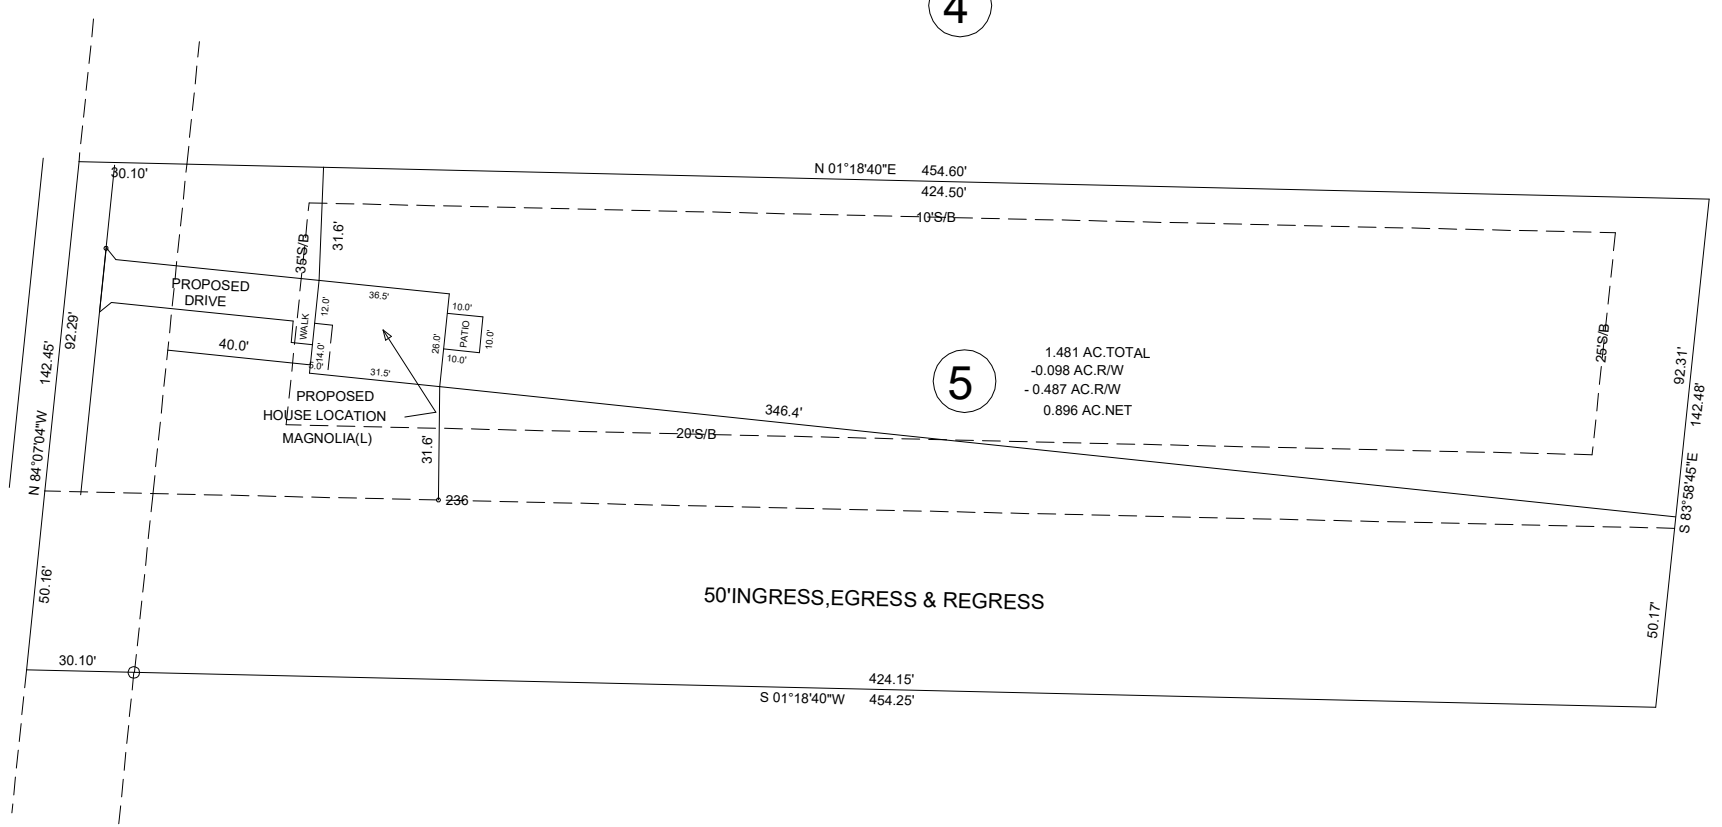 4
30.10'
N 01°18'40"E 454.60'
424.50'
10'S/B
35'S/B
31.6'
PROPOSED
DRIVE
36.5'
12.0'
10.0'
WALK
PATIO
10.0'
26.0'
14.0'
10.0'
5.0'
40.0'
31.5'
92.29'
142.45'
N 84°07'04"W
PROPOSED
HOUSE LOCATION
MAGNOLIA(L)
346.4'
20'S/B
31.6'
236
5
1.481 AC.TOTAL
-0.098 AC.R/W
- 0.487 AC.R/W
0.896 AC.NET
25'S/B
92.31'
142.48'
S 83°58'45"E
50.16'
50'INGRESS,EGRESS & REGRESS
50.17'
30.10'
424.15'
S 01°18'40"W 454.25'